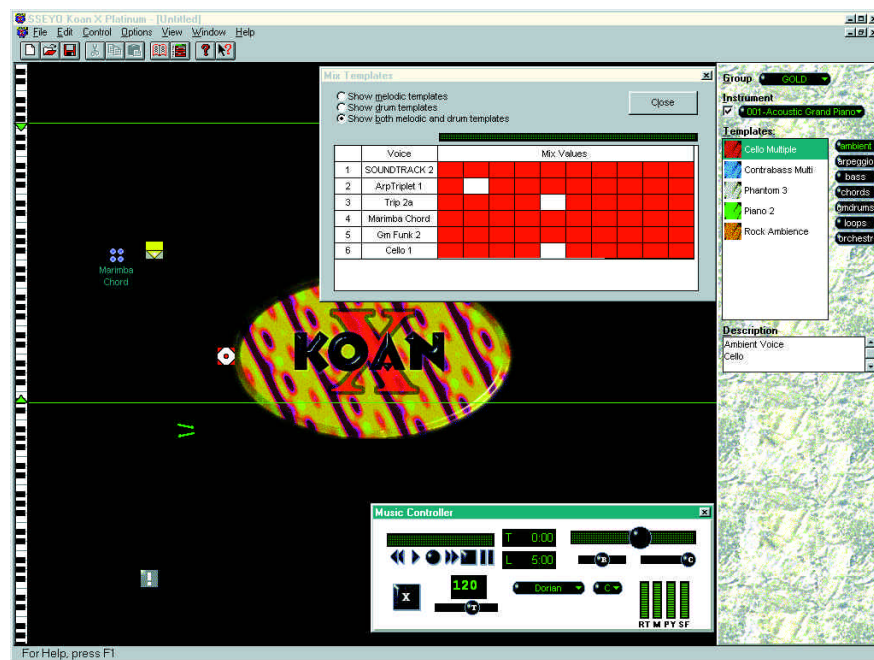 SSEYO Koan X Platinum - [Untitled]
File Edit Control Options View Window Help
Mix Templates
Show melodic templates
Show drum templates
Show both melodic and drum templates
Close
Voice Mix Values
1 SOUNDTRACK 2
2 ArpTriplet 1
3 Trip 2a
4 Marimba Chord
5 Gm Funk 2
6 Cello 1
Group GOLD
Instrument
001-Acoustic Grand Piano
Templates:
Cello Multiple
Contrabass Multi
Phantom 3
Piano 2
Rock Ambience
ambient
arpeggio
bass
chords
gmdrums
loops
orchestr
Description
Ambient Voice
Cello
Marimba
Chord
KOAN
X
Music Controller
T 0:00
L 5:00
R
C
X
120
T
Dorian
C
RT M PY SF
!
For Help, press F1